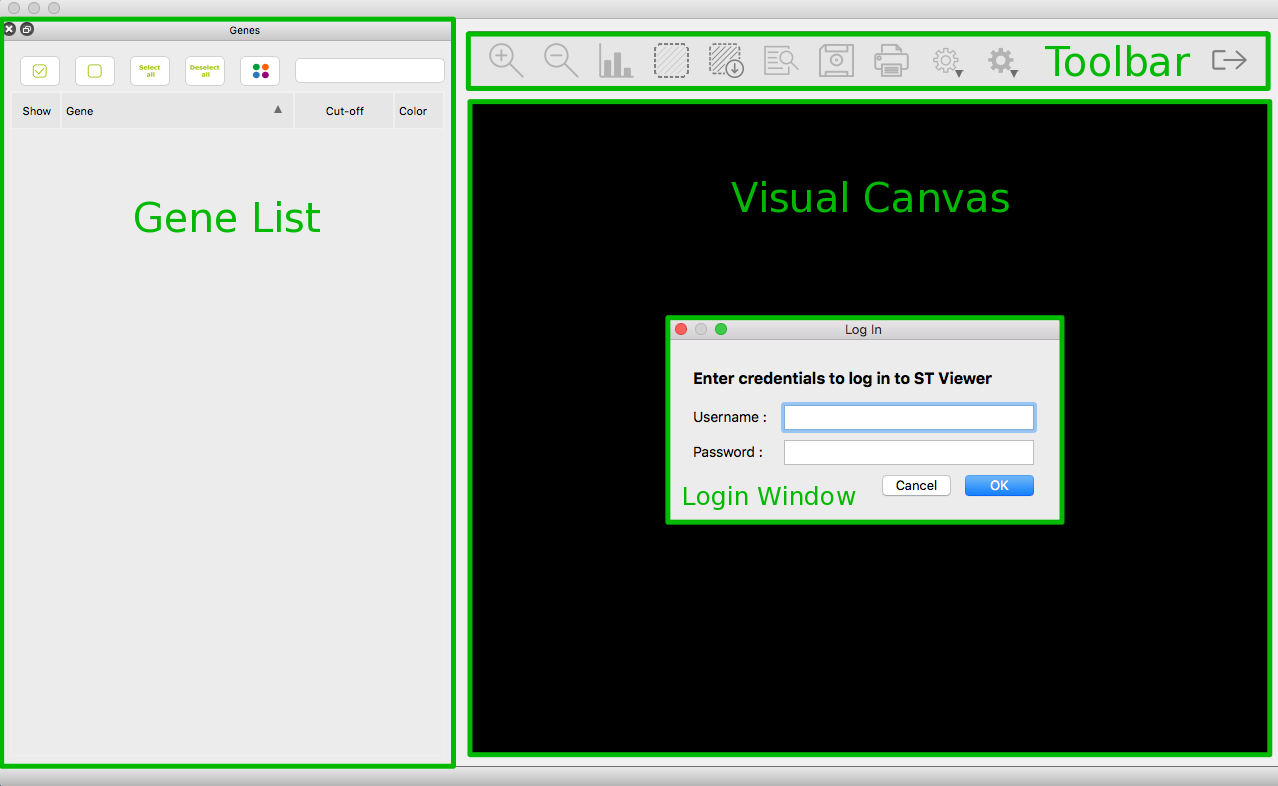 Genes
Select all
Deselect all
Show Gene Cut-off Color
Gene List
Toolbar
Visual Canvas
Log In
Enter credentials to log in to ST Viewer
Username :
Password :
Cancel OK
Login Window